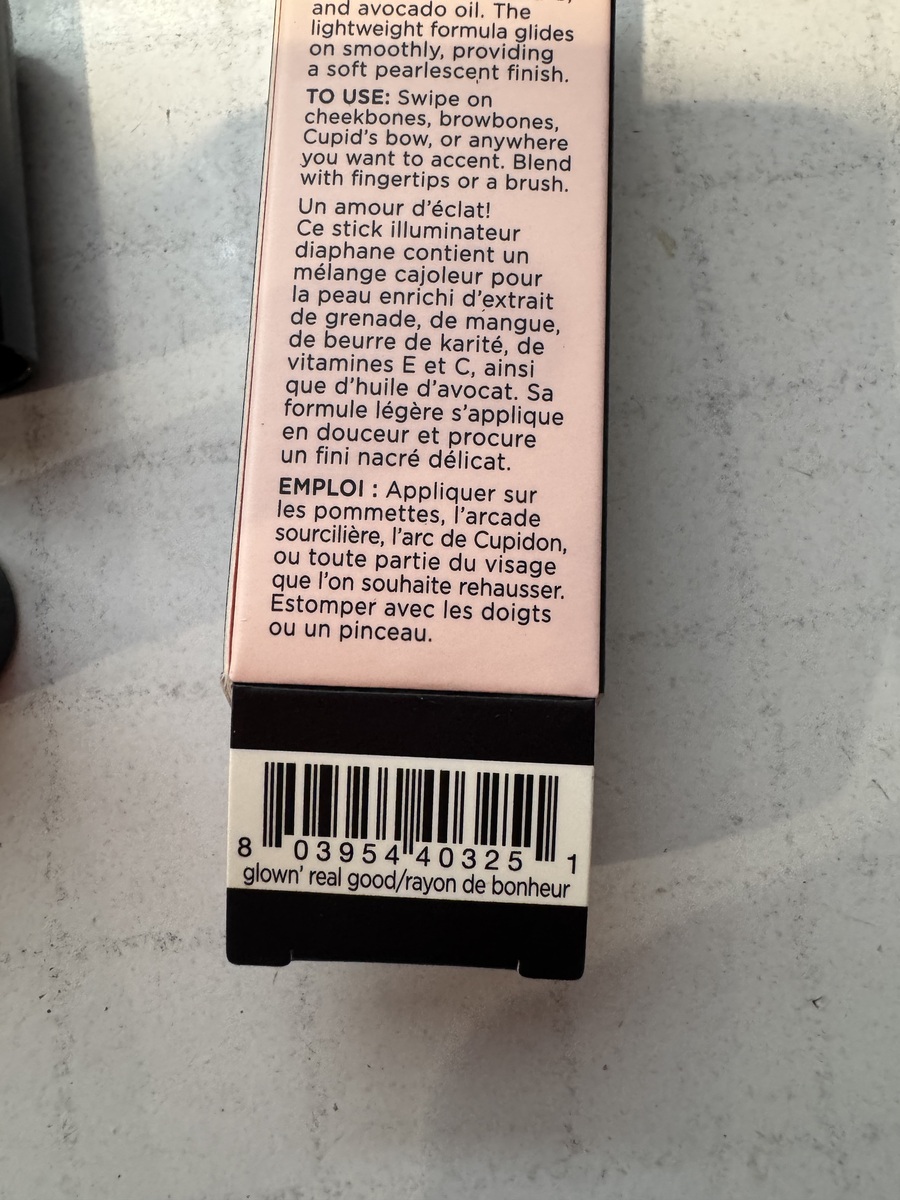 and avocado oil. The
lightweight formula glides
on smoothly, providing
a soft pearlescent finish.
TO USE: Swipe on
cheekbones, browbones,
Cupid's bow, or anywhere
you want to accent. Blend
with fingertips or a brush.
Un amour d'éclat!
Ce stick illuminateur
diaphane contient un
mélange cajoleur pour
la peau enrichi d'extrait
de grenade, de mangue,
de beurre de karité, de
vitamines E et C, ainsi
que d'huile d'avocat. Sa
formule légère s'applique
en douceur et procure
un fini nacré délicat.
EMPLOI : Appliquer sur
les pommettes, l'arcade
sourcilière, l'arc de Cupidon,
ou toute partie du visage
que l'on souhaite rehausser.
Estomper avec les doigts
ou un pinceau.
8 03954 40325 1
glown' real good/rayon de bonheur